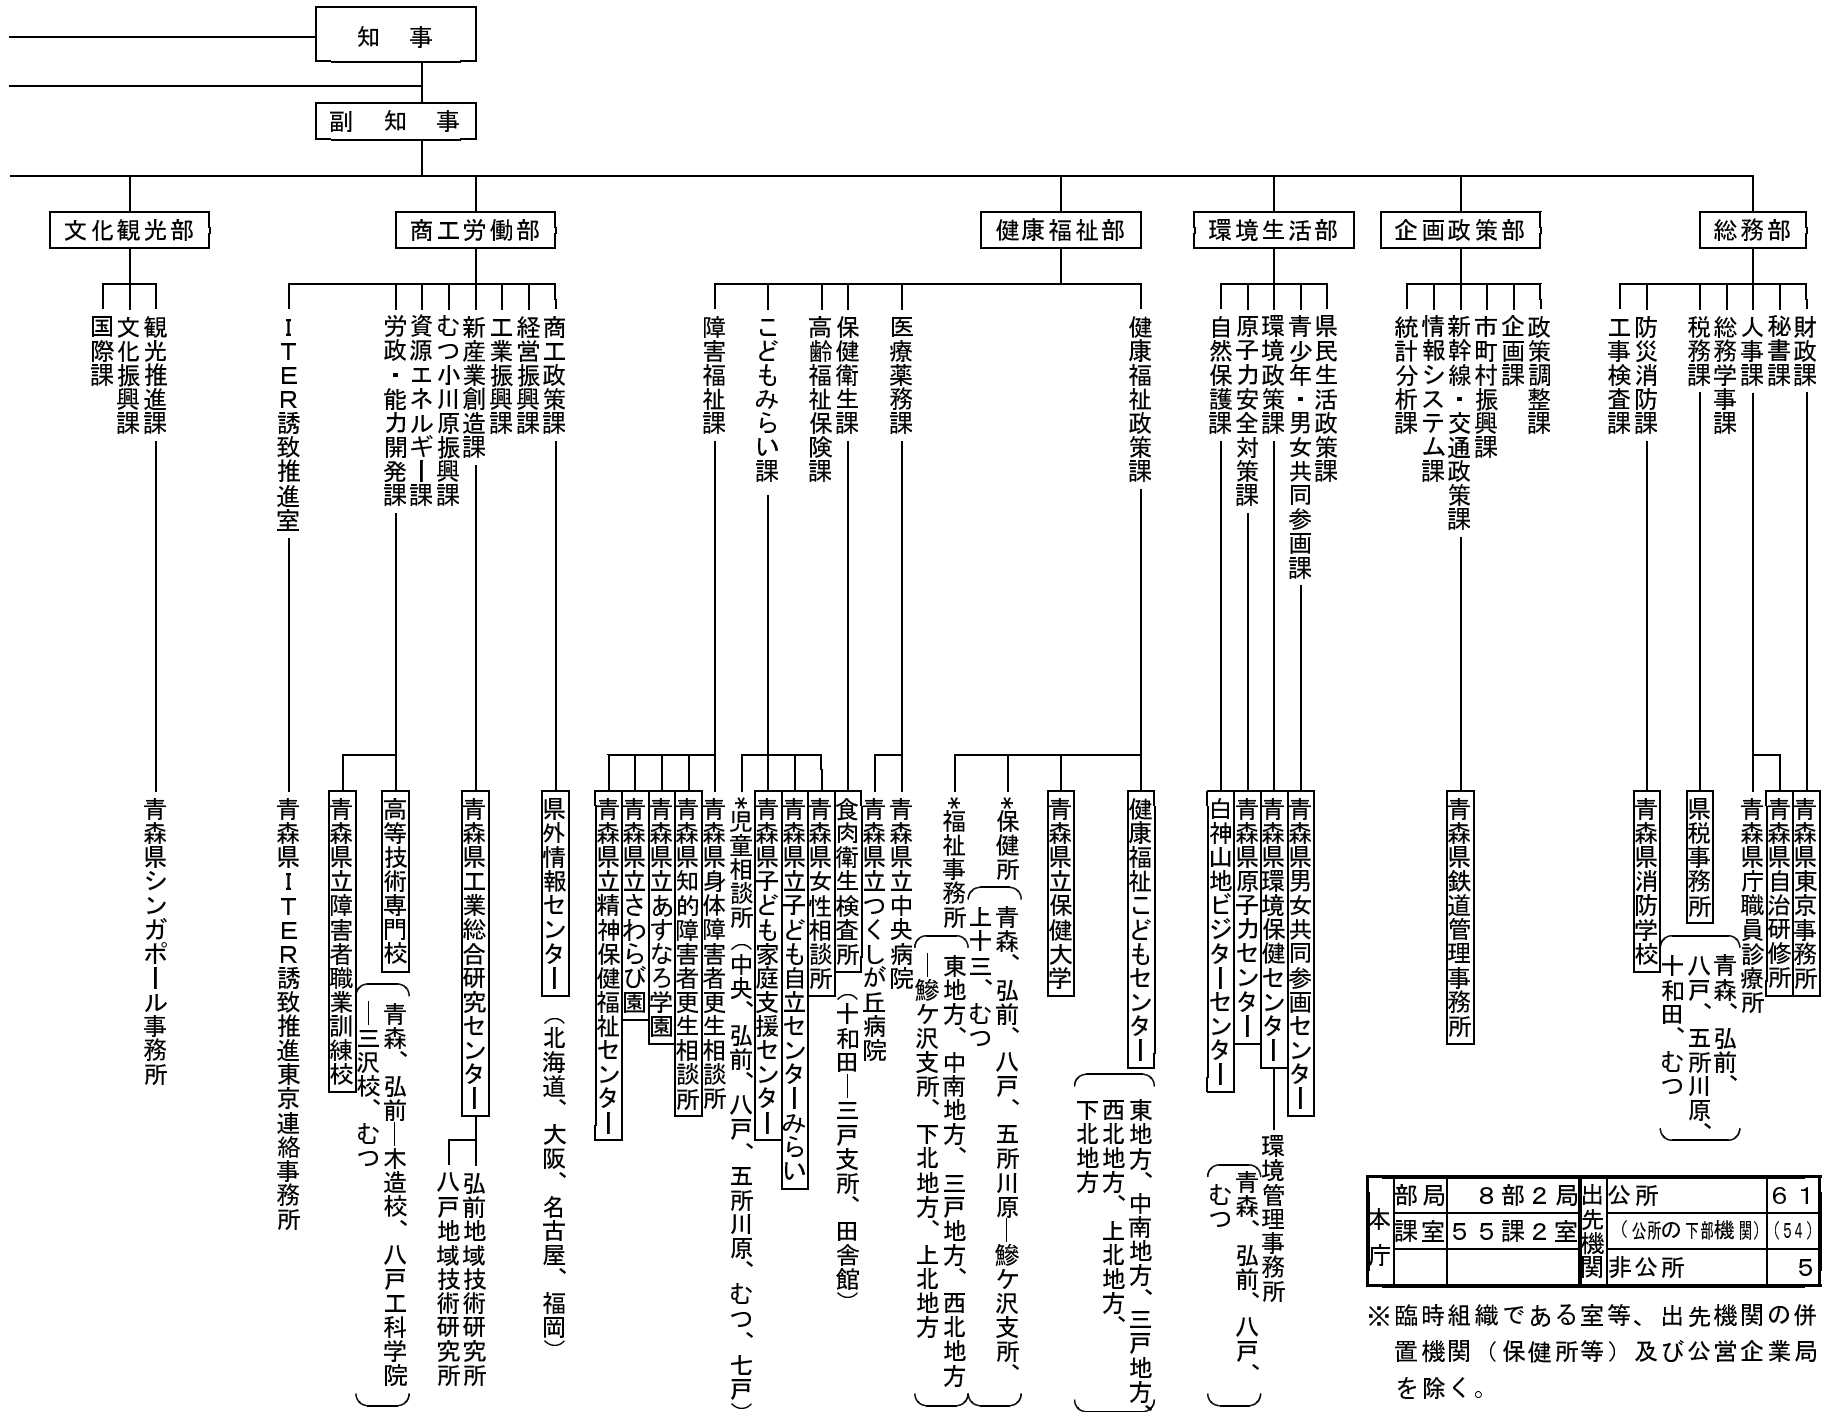 知 事
副 知 事
総務部
企画政策部
環境生活部
健康福祉部
商工労働部
文化観光部
財政課
秘書課
人事課
総務学事課
税務課
防災消防課
工事検査課
政策調整課
企画課
市町村振興課
新幹線・交通政策課
情報システム課
統計分析課
県民生活政策課
青少年・男女共同参画課
環境政策課
原子力安全対策課
自然保護課
健康福祉政策課
医療薬務課
保健衛生課
高齢福祉保険課
こどもみらい課
障害福祉課
商工政策課
経営振興課
工業振興課
新産業創造課
むつ小川原振興課
資源エネルギー課
労政・能力開発課
ITER誘致推進室
観光推進課
文化振興課
国際課
青森県東京事務所
青森県自治研修所
青森県庁職員診療所
県税事務所
青森、弘前、
八戸、五所川原、
十和田、むつ
青森県消防学校
青森県鉄道管理事務所
青森県男女共同参画センター
青森県環境保健センター
環境管理事務所
青森、弘前、八戸、
むつ
青森県原子力センター
白神山地ビジターセンター
健康福祉こどもセンター
東地方、中南地方、三戸地方、
西北地方、上北地方、
下北地方
青森県立保健大学
*保健所
青森、弘前、八戸、五所川原―鰺ケ沢支所、
上十三、むつ
*福祉事務所
東地方、中南地方、三戸地方、西北地方
―鰺ケ沢支所、下北地方、上北地方
青森県立中央病院
青森県立つくしが丘病院
食肉衛生検査所(十和田―三戸支所、田舎館)
青森県女性相談所
青森県立子ども自立センターみらい
青森県子ども家庭支援センター
*児童相談所(中央、弘前、八戸、五所川原、むつ、七戸)
青森県身体障害者更生相談所
青森県知的障害者更生相談所
青森県立あすなろ学園
青森県立さわらび園
青森県立精神保健福祉センター
県外情報センター(北海道、大阪、名古屋、福岡)
青森県工業総合研究センター
弘前地域技術研究所
八戸地域技術研究所
高等技術専門校
青森、弘前―木造校、八戸工科学院
―三沢校、むつ
青森県立障害者職業訓練校
青森県ITER誘致推進東京連絡事務所
青森県シンガポール事務所
本庁 部局 8部2局 出先機関 公所 61
課室 55課2室 (公所の下部機関) (54)
非公所 5
※臨時組織である室等、出先機関の併
置機関(保健所等)及び公営企業局
を除く。